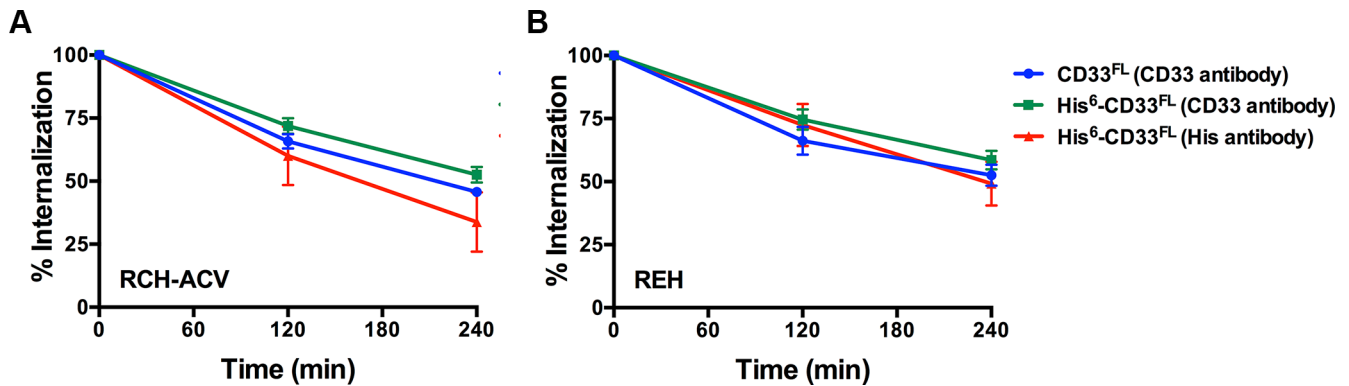 A
% Internalization
100
75
50
25
0
RCH-ACV
0 60 120 180 240
Time (min)
B
% Internalization
100
75
50
25
0
REH
0 60 120 180 240
Time (min)
CD33FL (CD33 antibody)
His6-CD33FL (CD33 antibody)
His6-CD33FL (His antibody)